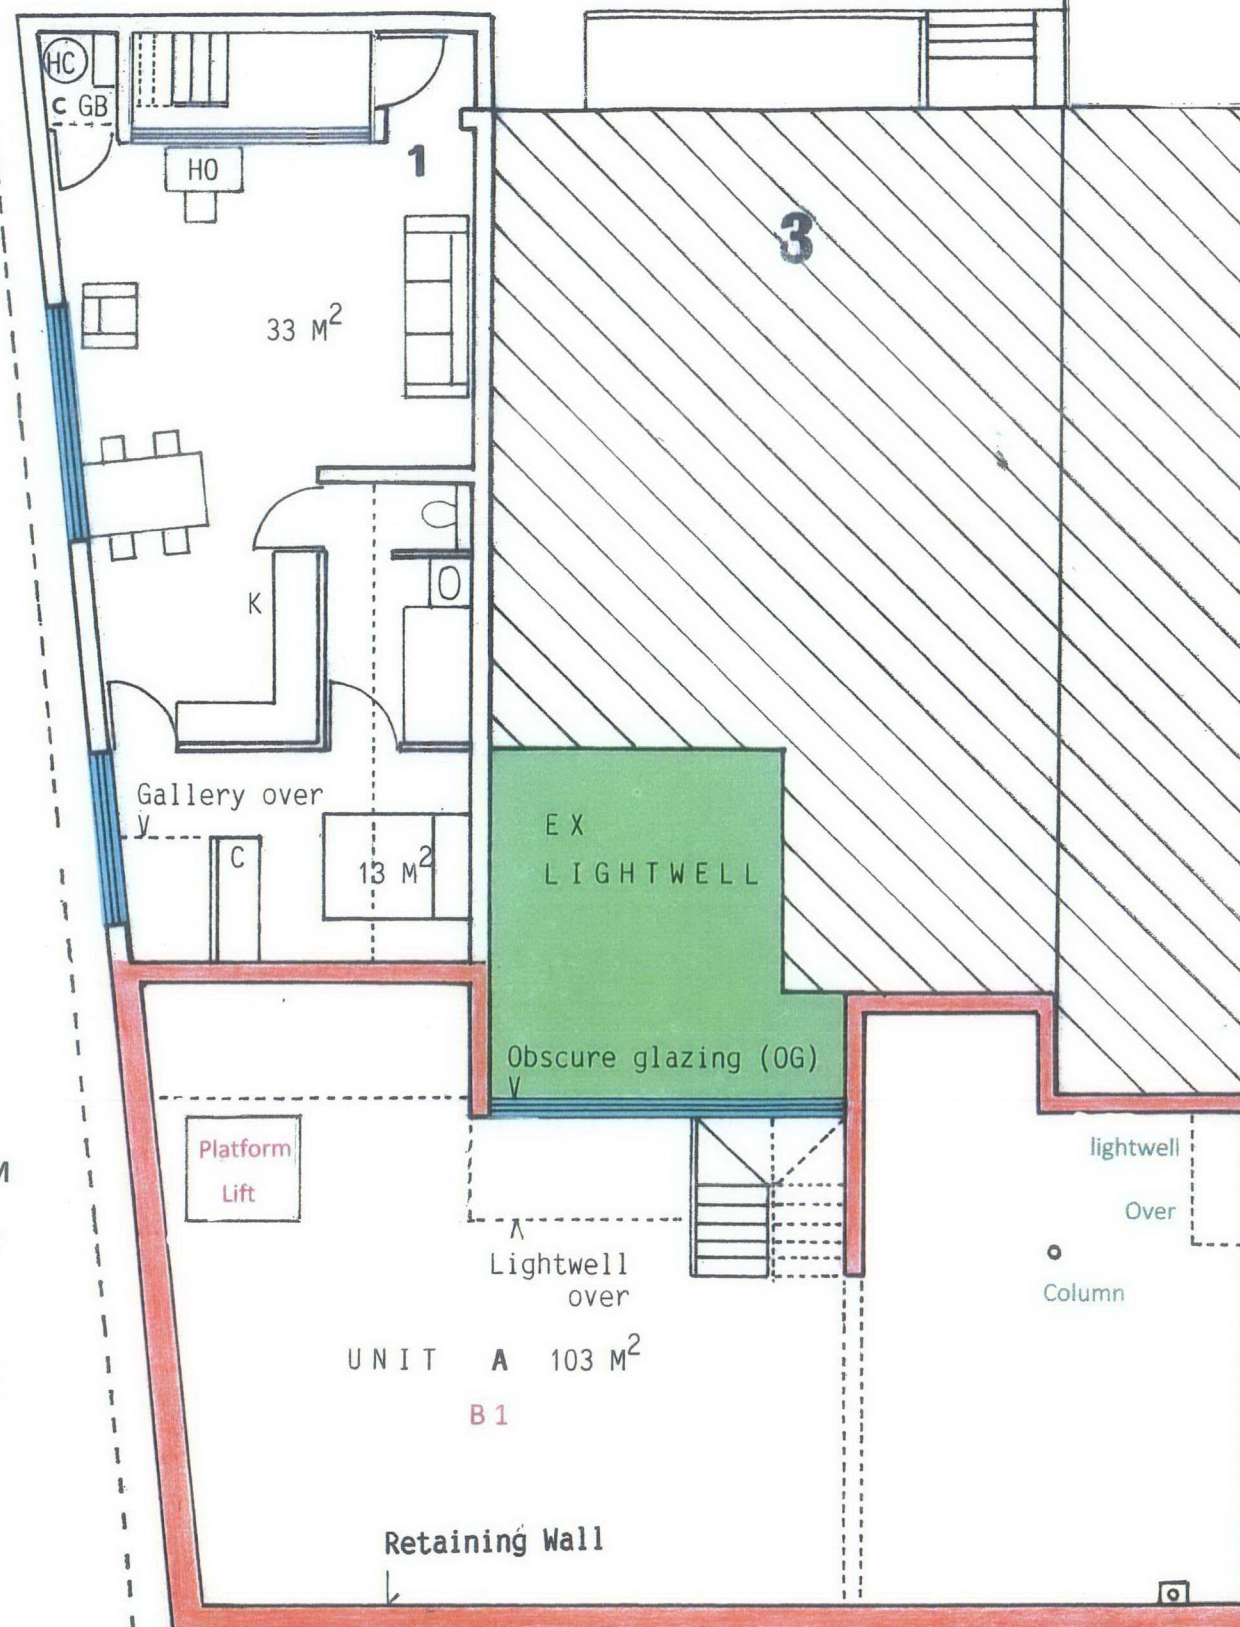 HC
C GB
HO
1
3
33 M²
K
Gallery over
C
13 M²
EX
LIGHTWELL
Obscure glazing (OG)
Platform
Lift
M
lightwell
Over
Lightwell
over
Column
UNIT A 103 M²
B1
Retaining Wall